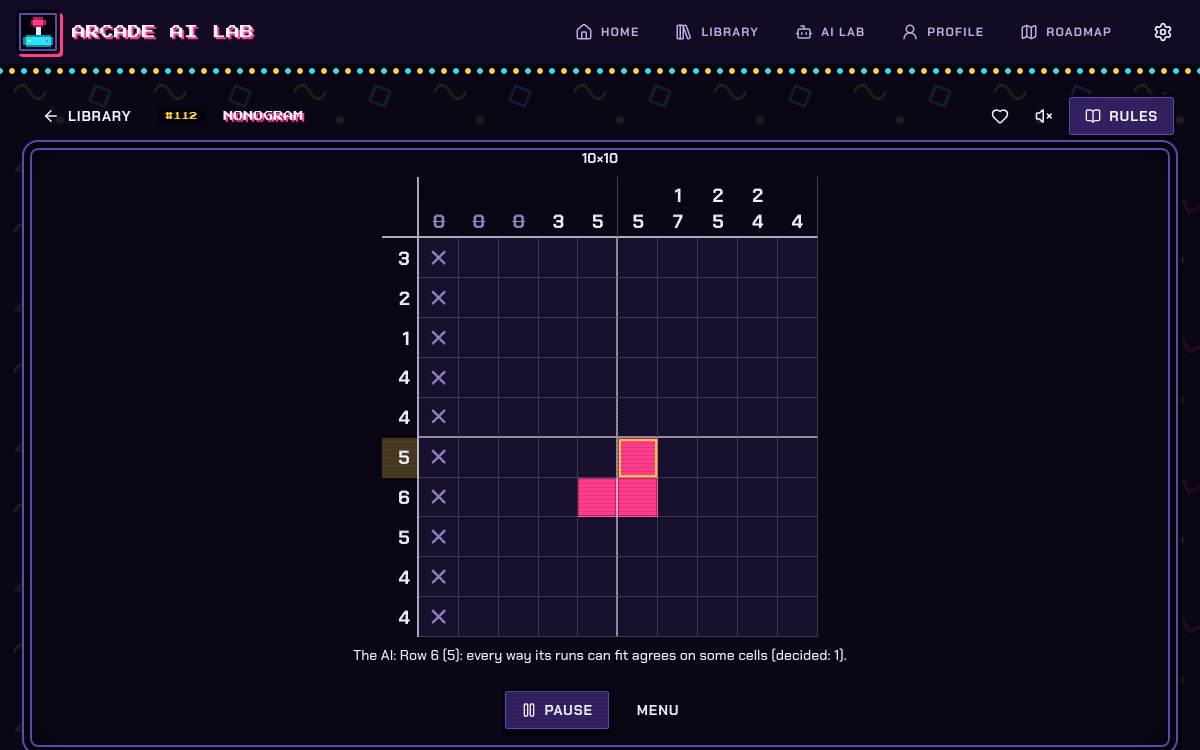 ARCADE AI LAB
HOME
LIBRARY
AI LAB
PROFILE
ROADMAP
LIBRARY
#112
NONOGRAM
RULES
10×10
1 2 2
0 0 0 3 5 5 7 5 4 4
3
2
1
4
4
5
6
5
4
4
The AI: Row 6 (5): every way its runs can fit agrees on some cells (decided: 1).
PAUSE
MENU